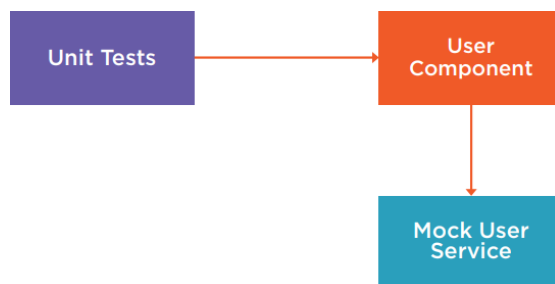 Unit Tests
User
Component
Mock User
Service